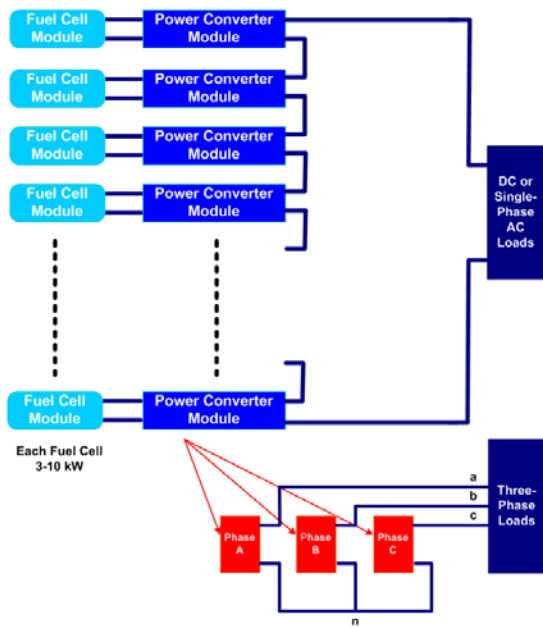 Fuel Cell
Module
Power Converter
Module
Fuel Cell
Module
Power Converter
Module
Fuel Cell
Module
Power Converter
Module
Fuel Cell
Module
Power Converter
Module
DC or
Single-
Phase
AC
Loads
Fuel Cell
Module
Power Converter
Module
Each Fuel Cell
3-10 kW
a
b
c
Three-
Phase
Loads
Phase
A
Phase
B
Phase
C
n